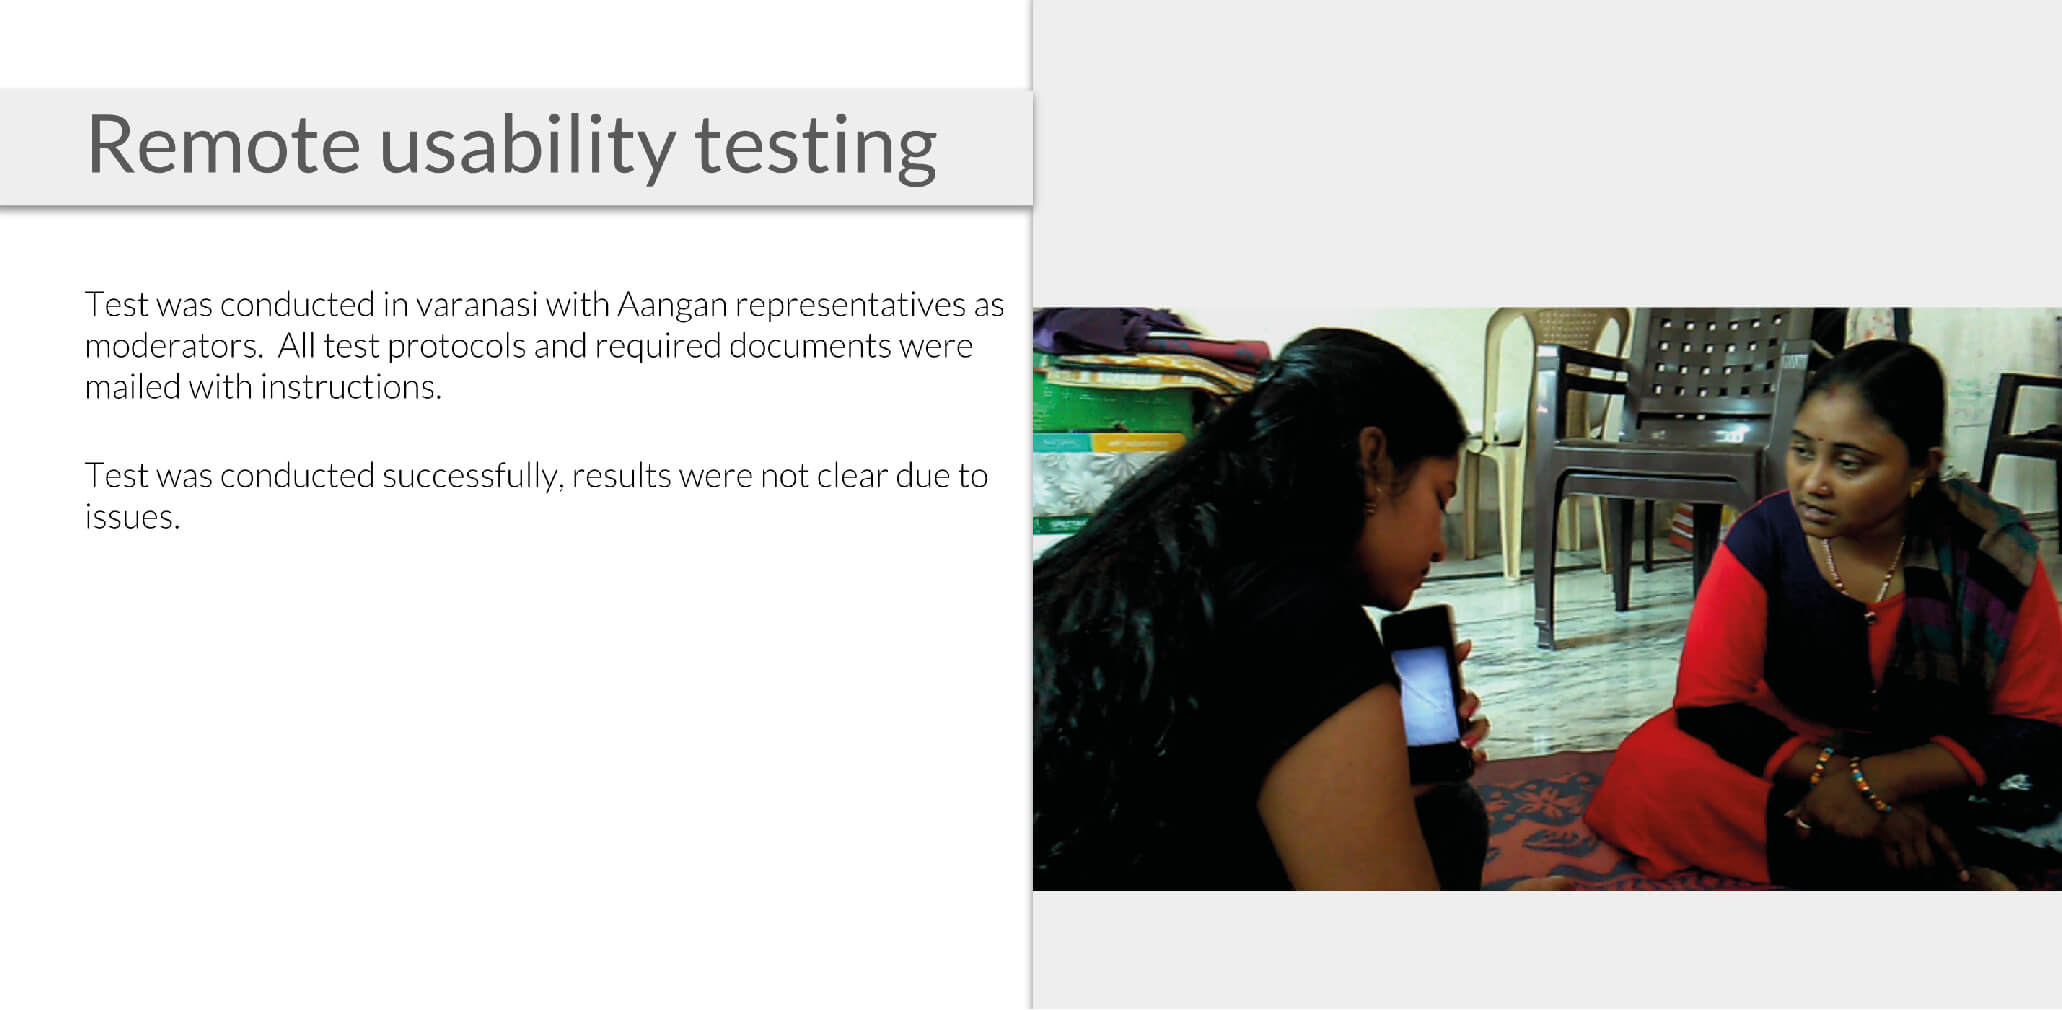 Remote usability testing
Test was conducted in varanasi with Aangan representatives as
moderators.  All test protocols and required documents were
mailed with instructions.
Test was conducted successfully, results were not clear due to
issues.